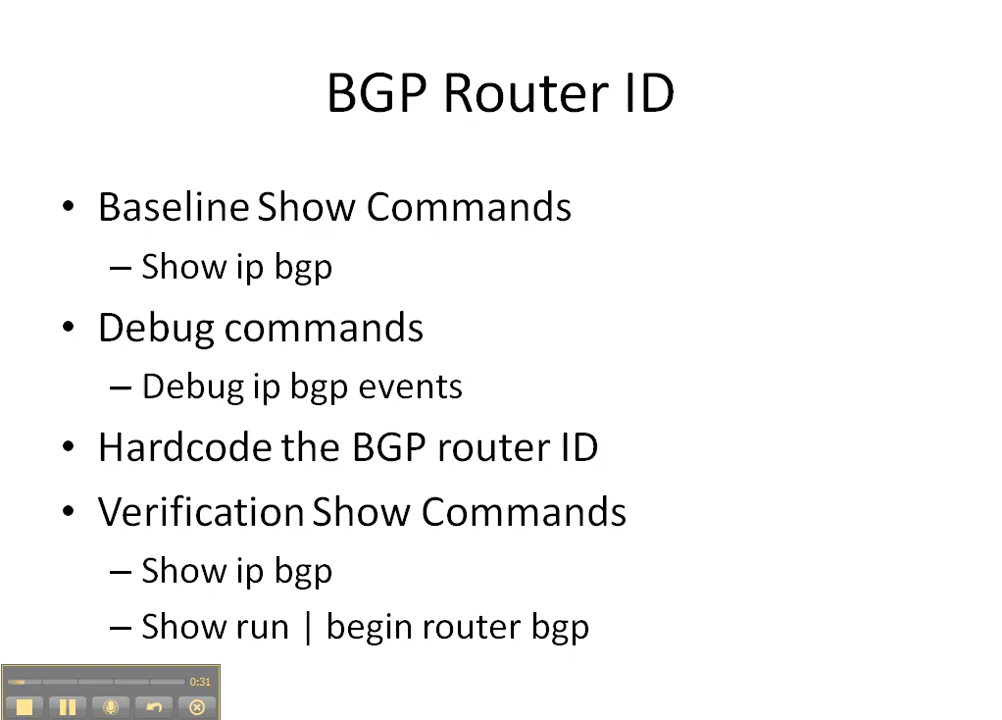 BGP Router ID
• Baseline Show Commands
– Show ip bgp
• Debug commands
– Debug ip bgp events
• Hardcode the BGP router ID
• Verification Show Commands
– Show ip bgp
– Show run | begin router bgp
0:31